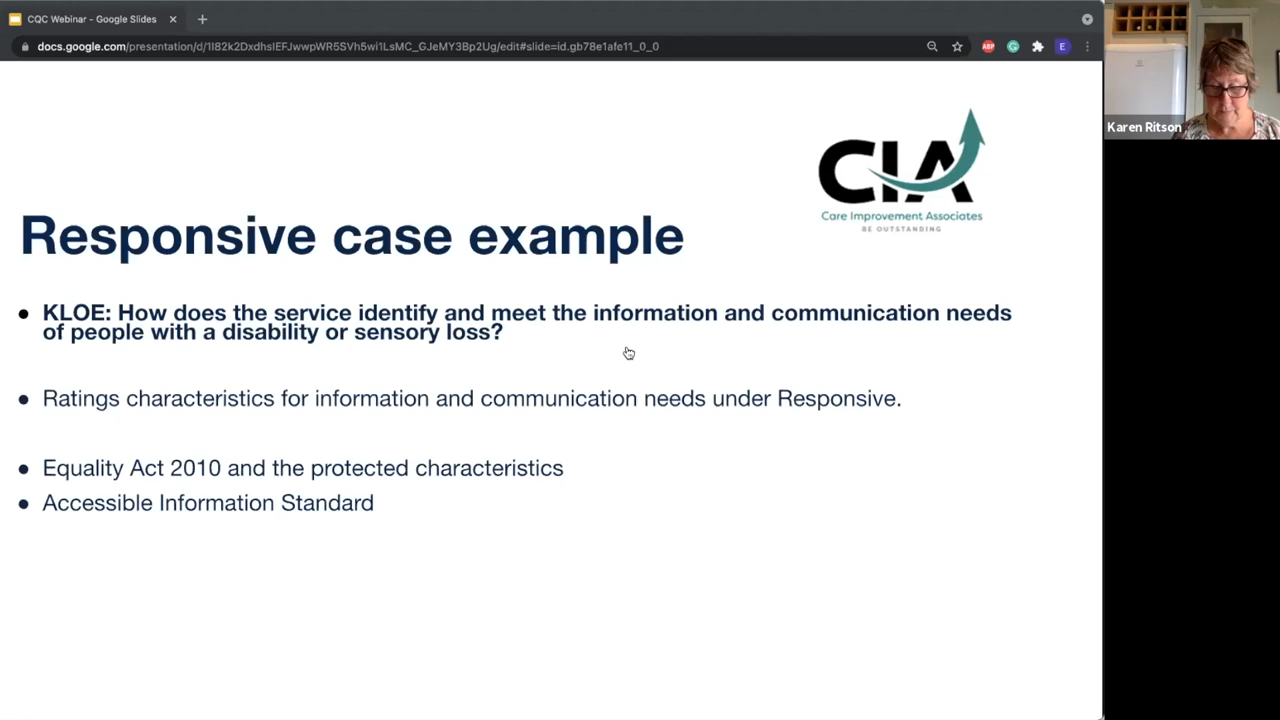 CQC Webinar - Google Slides
docs.google.com/presentation/d/1I82k2DxdhsIEFJwwpWR5SVh5wi1LsMC_GJeMY3Bp2Ug/edit#slide=id.gb78e1afe11_0_0
ABP
E
Karen Ritson
CIA
Care Improvement Associates
BE OUTSTANDING
Responsive case example
• KLOE: How does the service identify and meet the information and communication needs
of people with a disability or sensory loss?
• Ratings characteristics for information and communication needs under Responsive.
• Equality Act 2010 and the protected characteristics
• Accessible Information Standard